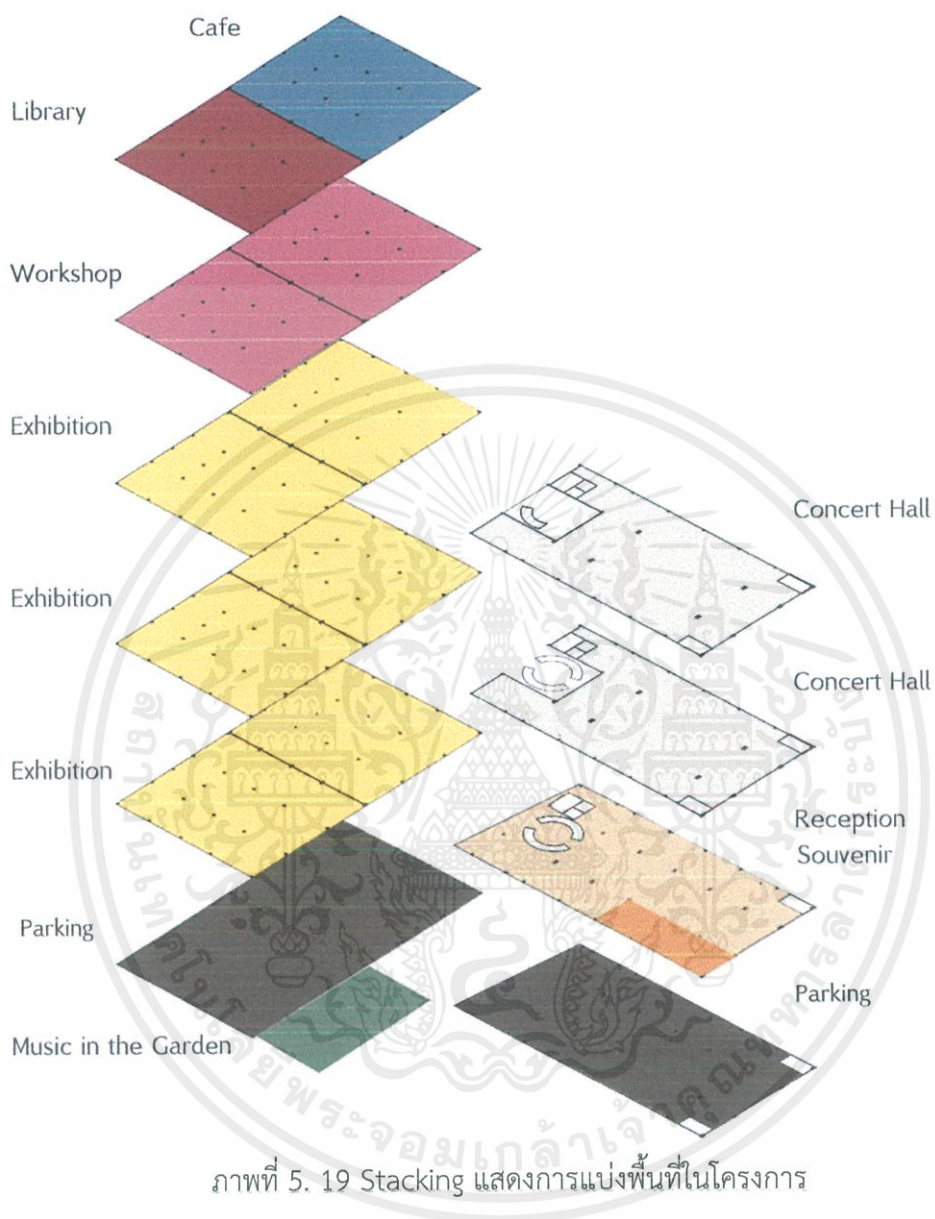 Cafe
Library
Workshop
Exhibition
Concert Hall
Exhibition
Concert Hall
Exhibition
Reception
Souvenir
Parking
Parking
Music in the Garden
ภาพที่ 5. 19 Stacking แสดงการแบ่งพื้นที่ในโครงการ